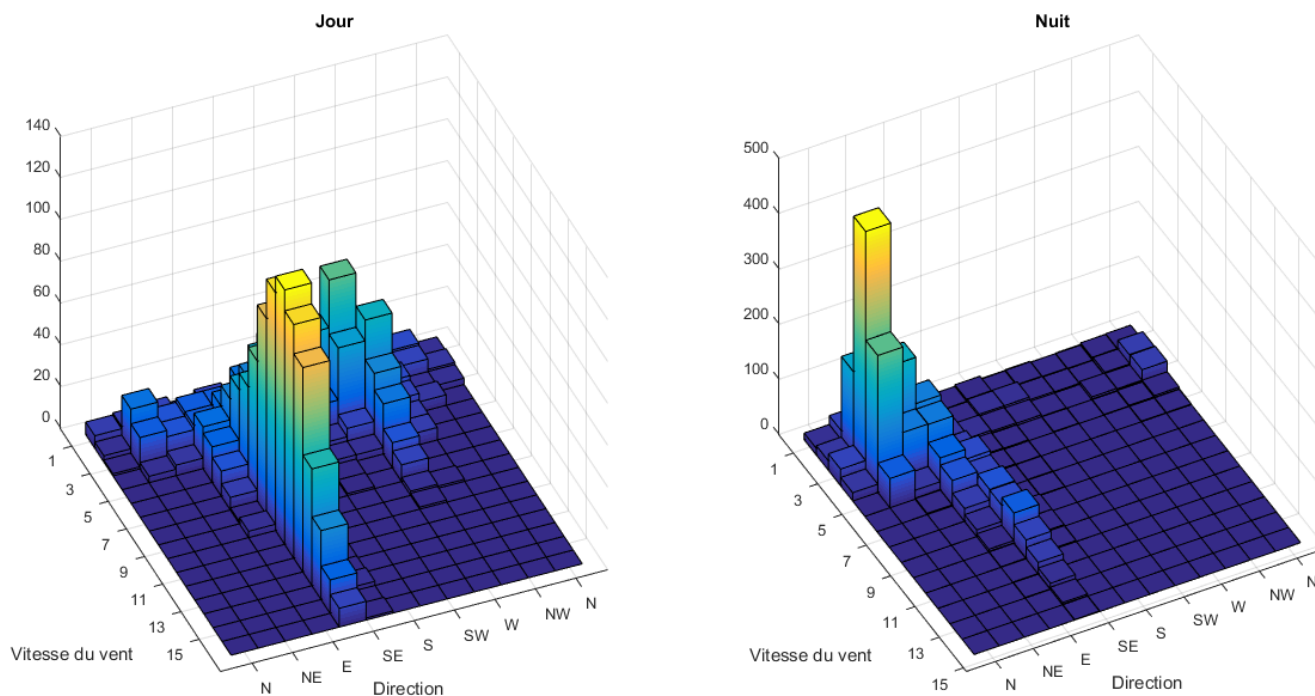 Jour
140
120
100
80
60
40
20
0
1
3
5
7
9
11
13
15
Vitesse du vent
N
NE
E
SE
S
SW
W
NW
N
Direction
Nuit
500
400
300
200
100
0
1
3
5
7
9
11
13
15
Vitesse du vent
N
NE
E
SE
S
SW
W
NW
N
Direction